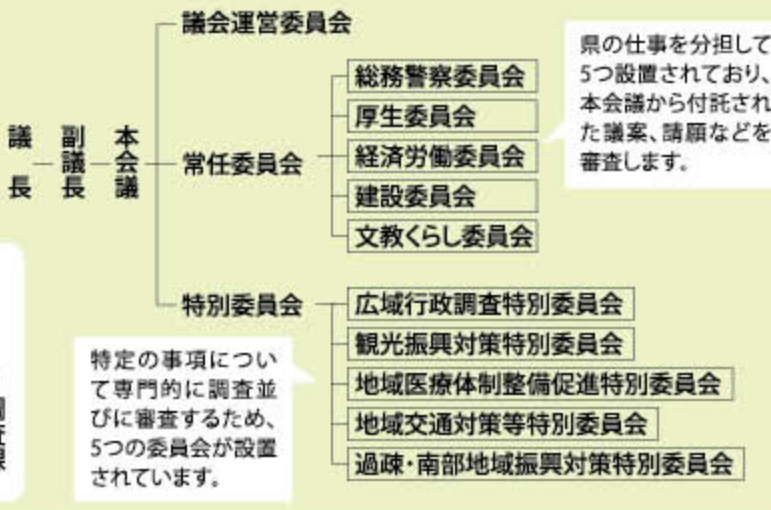 議長
副議長
本会議
議会運営委員会
常任委員会
総務警察委員会
厚生委員会
経済労働委員会
建設委員会
文教くらし委員会
県の仕事を分担して
5つ設置されており、
本会議から付託され
た議案、請願などを
審査します。
特別委員会
広域行政調査特別委員会
観光振興対策特別委員会
地域医療体制整備促進特別委員会
地域交通対策等特別委員会
過疎・南部地域振興対策特別委員会
特定の事項につい
て専門的に調査並
びに審査するため、
5つの委員会が設置
されています。